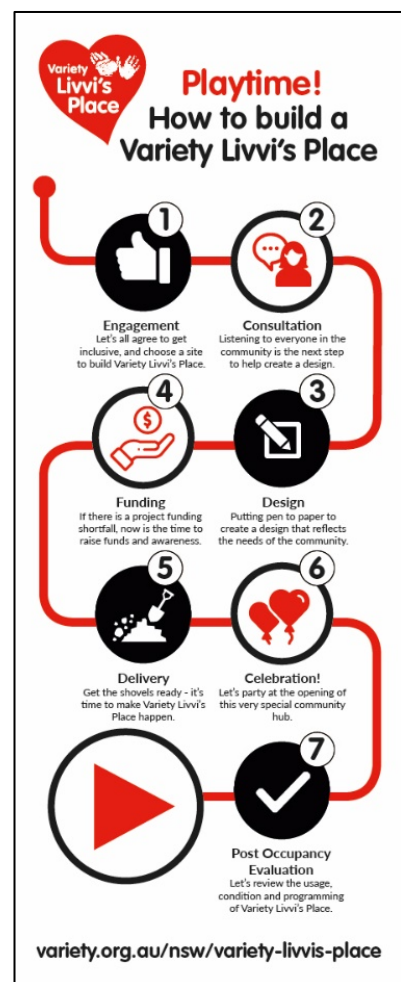 Variety
Livvi's
Place
Playtime!
How to build a
Variety Livvi's Place
1
Engagement
Let's all agree to get
inclusive, and choose a site
to build Variety Livvi's Place.
2
Consultation
Listening to everyone in the
community is the next step
to help create a design.
3
Design
Putting pen to paper to
create a design that reflects
the needs of the community.
4
$
Funding
If there is a project funding
shortfall, now is the time to
raise funds and awareness.
5
Delivery
Get the shovels ready - it's
time to make Variety Livvi's
Place happen.
6
Celebration!
Let's party at the opening of
this very special community
hub.
7
Post Occupancy
Evaluation
Let's review the usage,
condition and programming
of Variety Livvi's Place.
variety.org.au/nsw/variety-livvis-place